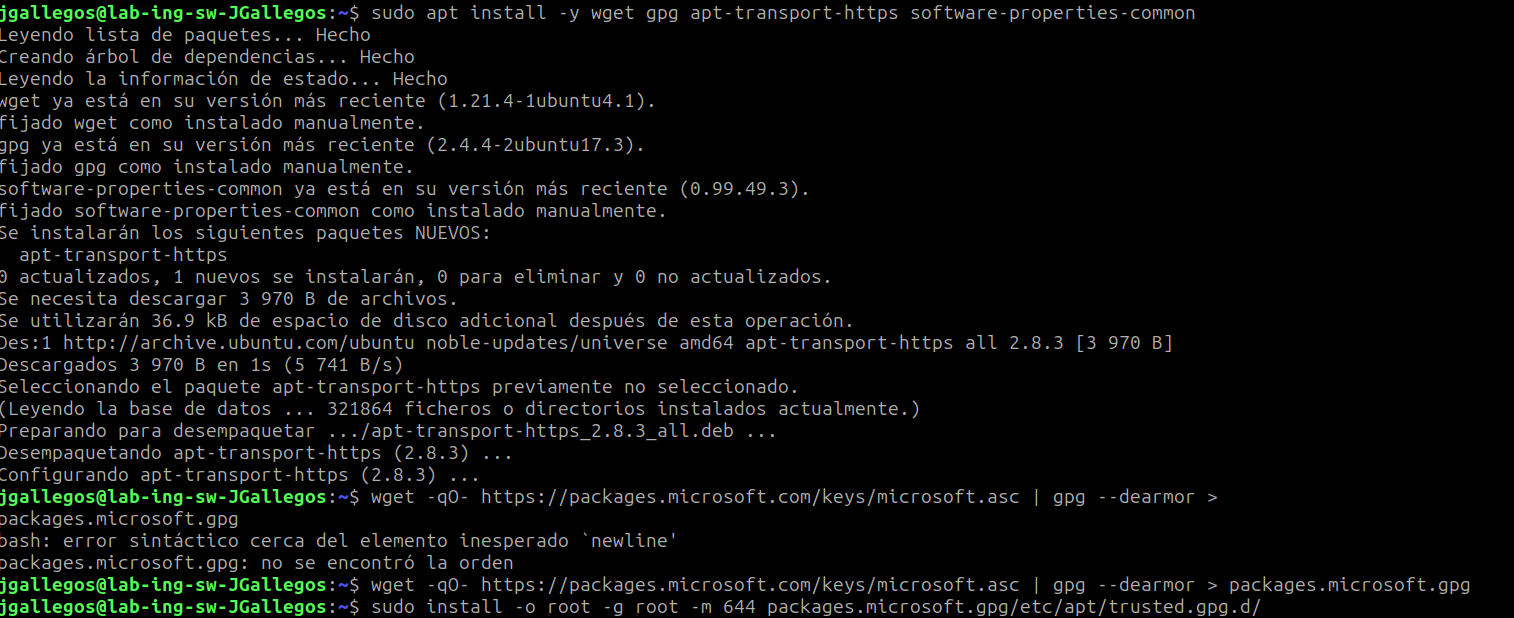 jgallegos@lab-ing-sw-JGallegos:~$ sudo apt install -y wget gpg apt-transport-https software-properties-common
Leyendo lista de paquetes... Hecho
Creando árbol de dependencias... Hecho
Leyendo la información de estado... Hecho
wget ya está en su versión más reciente (1.21.4-1ubuntu4.1).
fijado wget como instalado manualmente.
gpg ya está en su versión más reciente (2.4.4-2ubuntu17.3).
fijado gpg como instalado manualmente.
software-properties-common ya está en su versión más reciente (0.99.49.3).
fijado software-properties-common como instalado manualmente.
Se instalarán los siguientes paquetes NUEVOS:
  apt-transport-https
0 actualizados, 1 nuevos se instalarán, 0 para eliminar y 0 no actualizados.
Se necesita descargar 3 970 B de archivos.
Se utilizarán 36.9 kB de espacio de disco adicional después de esta operación.
Des:1 http://archive.ubuntu.com/ubuntu noble-updates/universe amd64 apt-transport-https all 2.8.3 [3 970 B]
Descargados 3 970 B en 1s (5 741 B/s)
Seleccionando el paquete apt-transport-https previamente no seleccionado.
(Leyendo la base de datos ... 321864 ficheros o directorios instalados actualmente.)
Preparando para desempaquetar .../apt-transport-https_2.8.3_all.deb ...
Desempaquetando apt-transport-https (2.8.3) ...
Configurando apt-transport-https (2.8.3) ...
jgallegos@lab-ing-sw-JGallegos:~$ wget -qO- https://packages.microsoft.com/keys/microsoft.asc | gpg --dearmor >
packages.microsoft.gpg
bash: error sintáctico cerca del elemento inesperado `newline'
packages.microsoft.gpg: no se encontró la orden
jgallegos@lab-ing-sw-JGallegos:~$ wget -qO- https://packages.microsoft.com/keys/microsoft.asc | gpg --dearmor > packages.microsoft.gpg
jgallegos@lab-ing-sw-JGallegos:~$ sudo install -o root -g root -m 644 packages.microsoft.gpg/etc/apt/trusted.gpg.d/